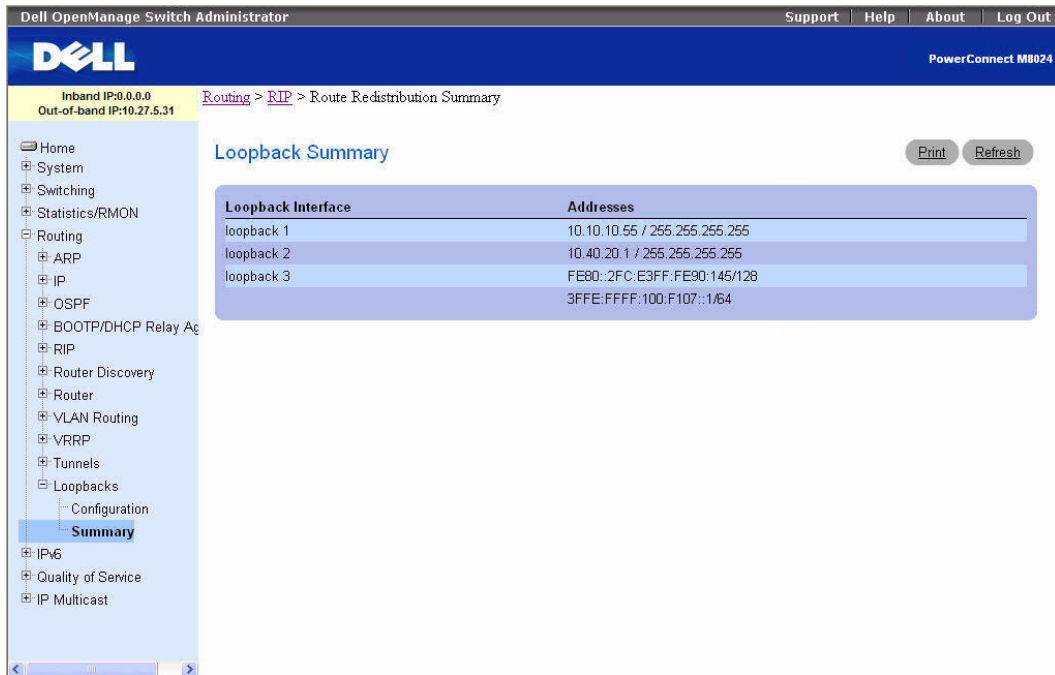 Dell OpenManage Switch Administrator
Support | Help | About | Log Out
DELL
PowerConnect M8024
Inband IP:0.0.0.0
Out-of-band IP:10.27.5.31
Routing > RIP > Route Redistribution Summary
Home
System
Switching
Statistics/RMON
Routing
ARP
IP
OSPF
BOOTP/DHCP Relay Ag
RIP
Router Discovery
Router
VLAN Routing
VRRP
Tunnels
Loopbacks
Configuration
Summary
IPv6
Quality of Service
IP Multicast
Loopback Summary
Print Refresh
Loopback Interface Addresses
loopback 1 10.10.10.55 / 255.255.255.255
loopback 2 10.40.20.1 / 255.255.255.255
loopback 3 FE80::2FC:E3FF:FE90:145/128
3FFE:FFFF:100:F107::1/64